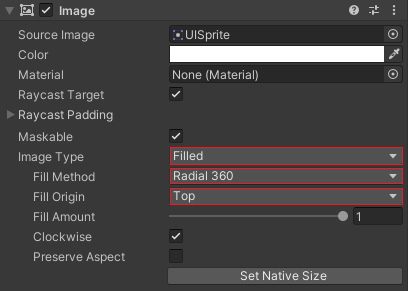 Image
Source Image UISprite
Color
Material None (Material)
Raycast Target
Raycast Padding
Maskable
Image Type Filled
Fill Method Radial 360
Fill Origin Top
Fill Amount 1
Clockwise
Preserve Aspect
Set Native Size